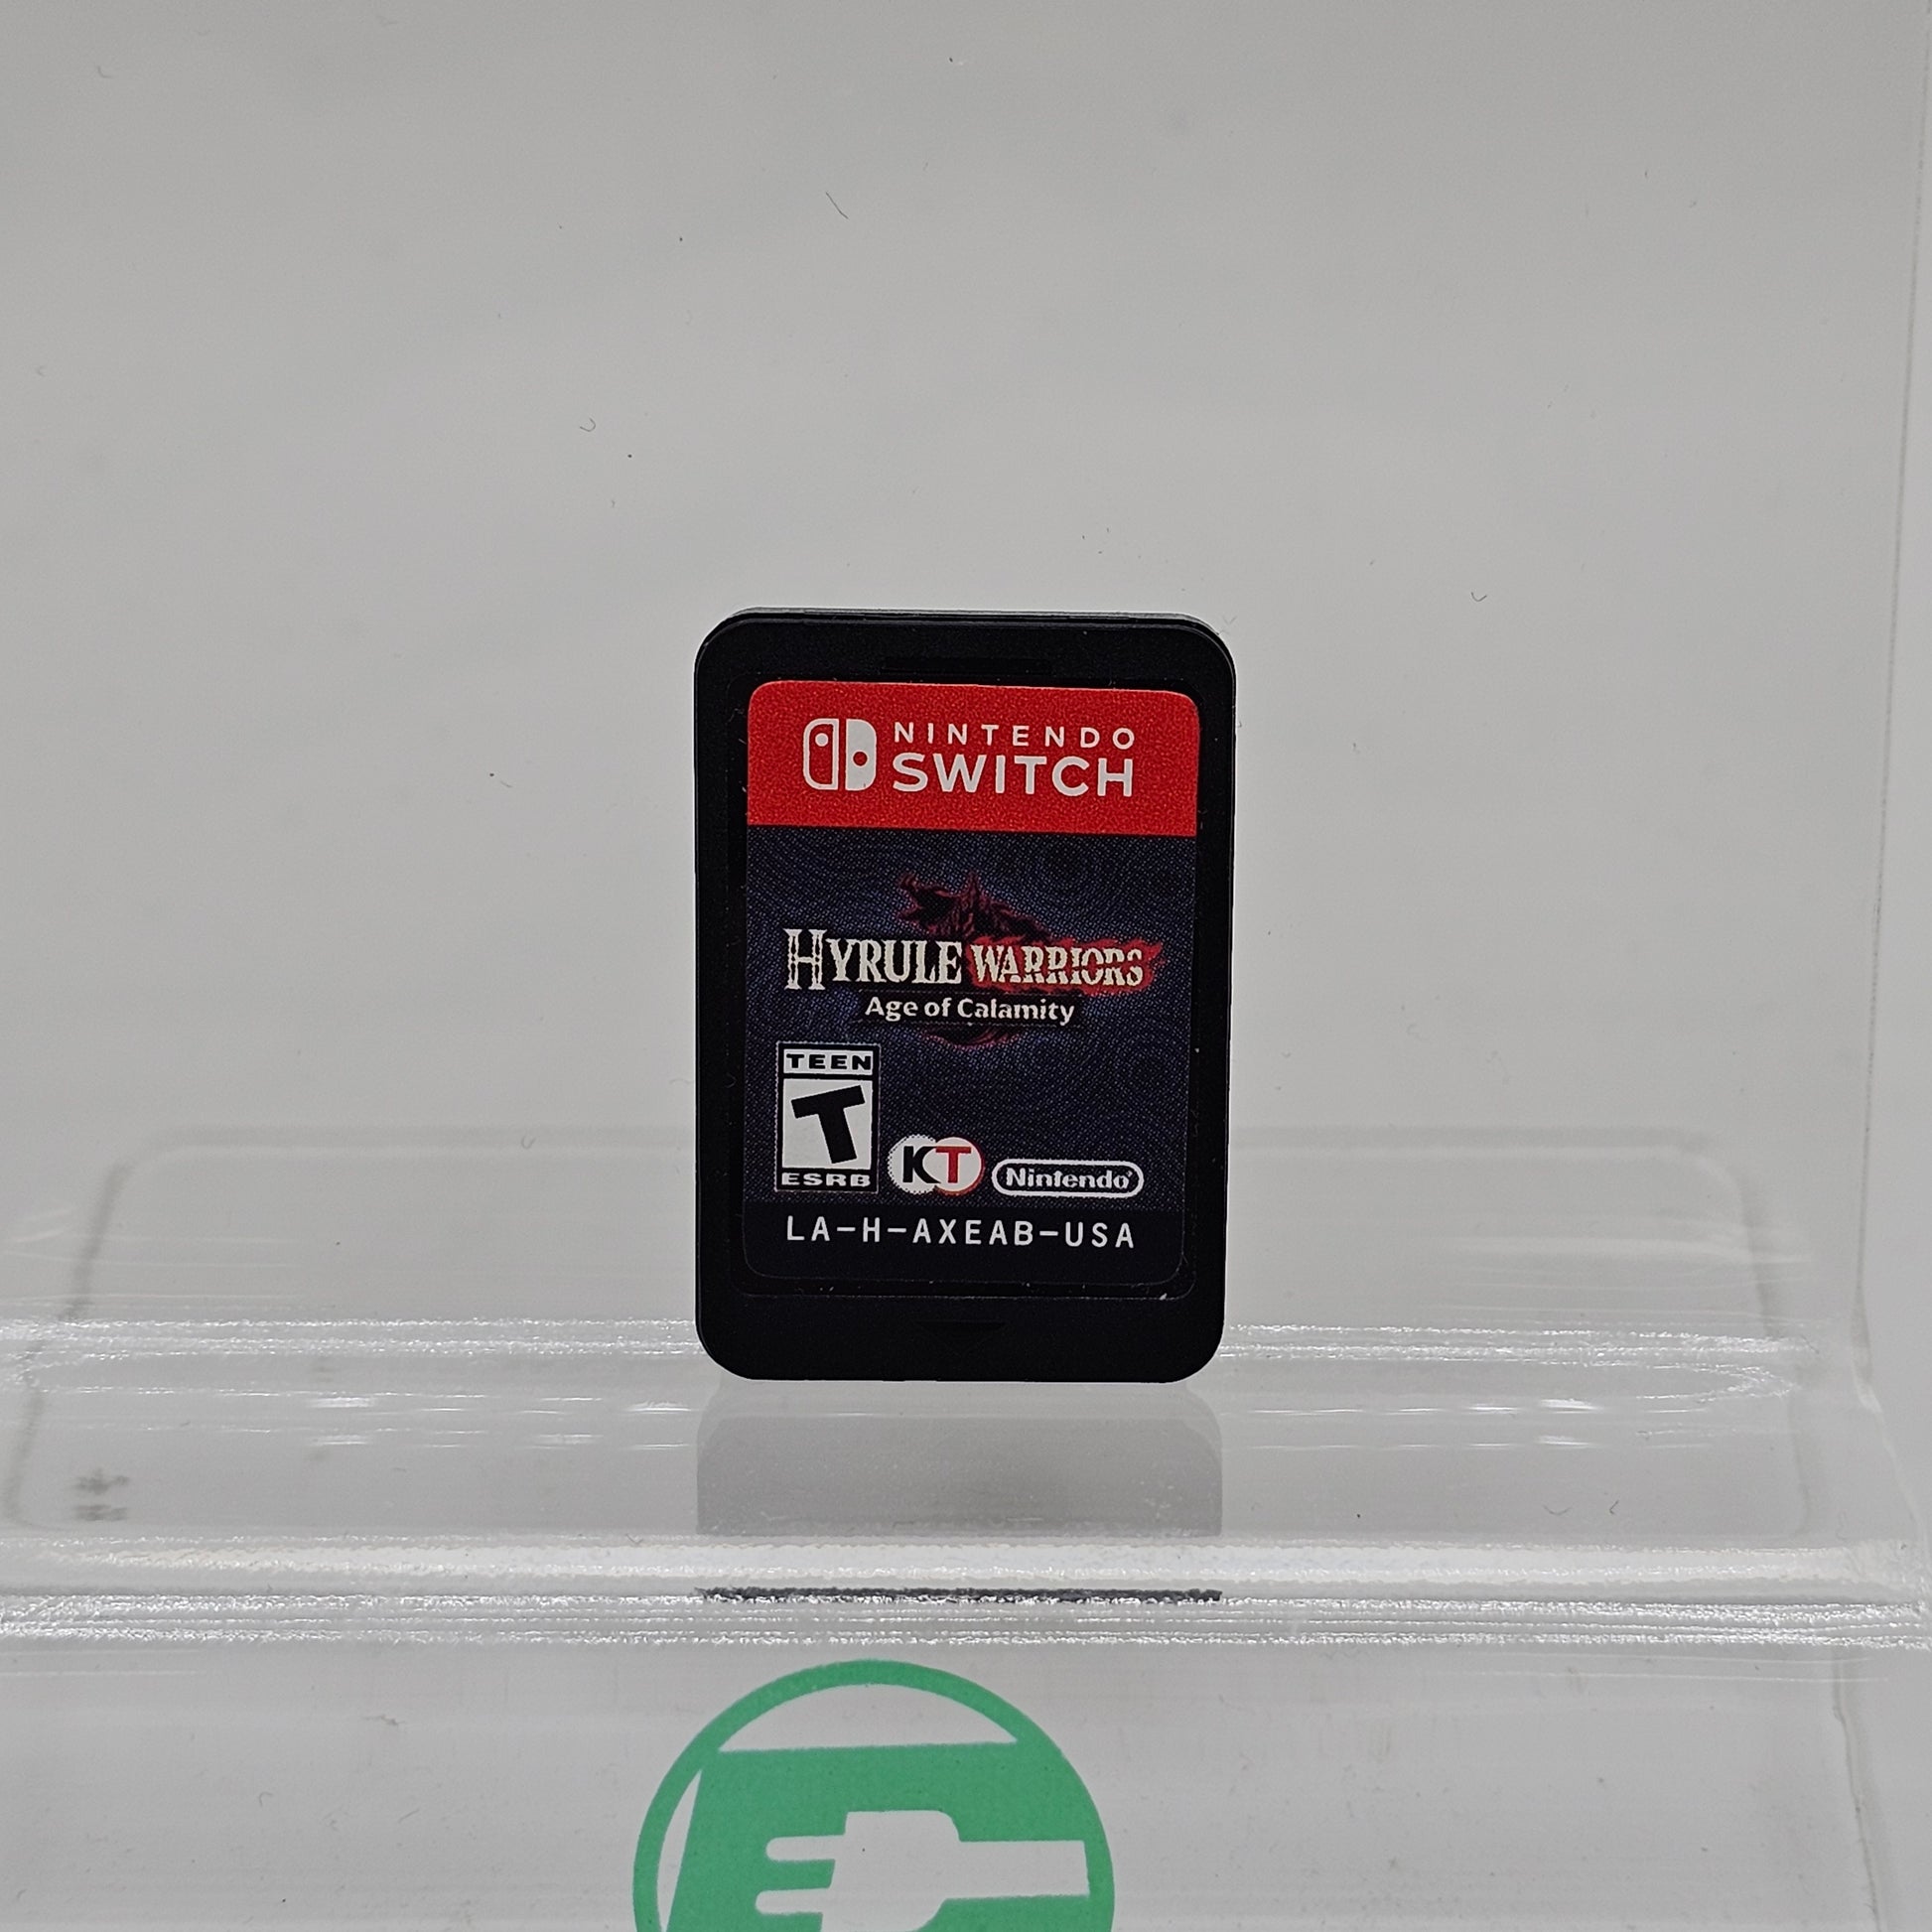 NINTENDO
SWITCH
HYRULE WARRIORS
Age of Calamity
TEEN
T
ESRB
KT
Nintendo
LA-H-AXEAB-USA